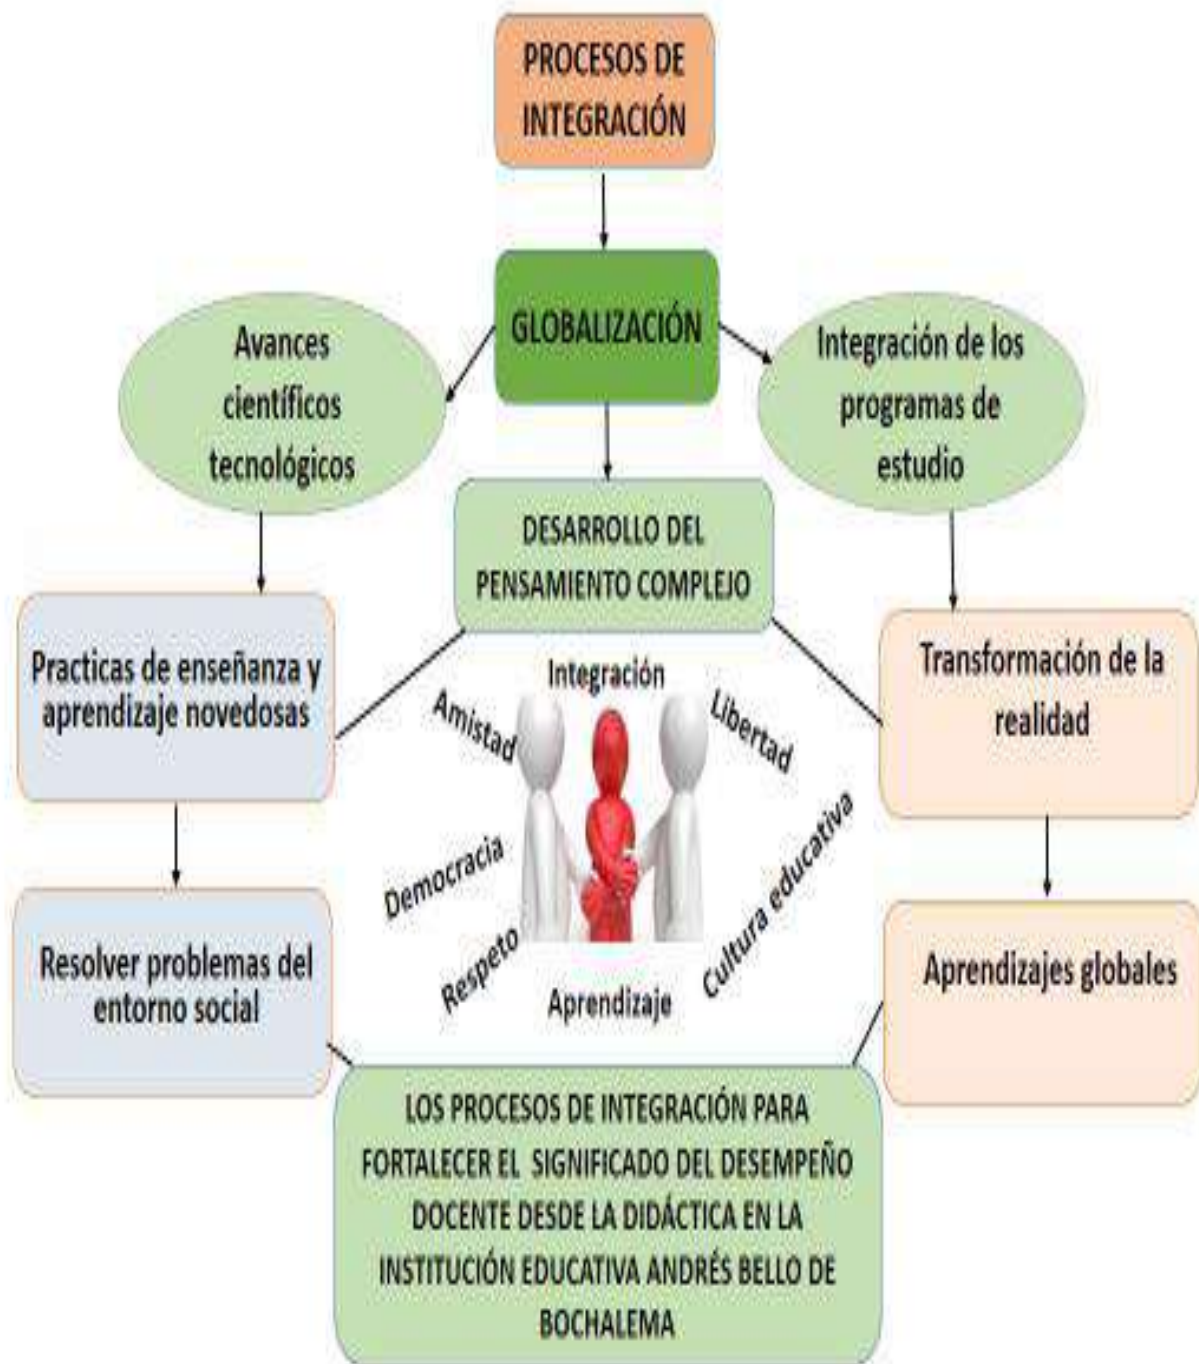 PROCESOS DE
INTEGRACIÓN
GLOBALIZACIÓN
Avances
científicos
tecnológicos
Integración de los
programas de
estudio
DESARROLLO DEL
PENSAMIENTO COMPLEJO
Practicas de enseñanza y
aprendizaje novedosas
Transformación de la
realidad
Integración
Amistad
Libertad
Democracia
Cultura educativa
Respeto
Aprendizaje
Resolver problemas del
entorno social
Aprendizajes globales
LOS PROCESOS DE INTEGRACIÓN PARA
FORTALECER EL SIGNIFICADO DEL DESEMPEÑO
DOCENTE DESDE LA DIDÁCTICA EN LA
INSTITUCIÓN EDUCATIVA ANDRÉS BELLO DE
BOCHALEMA